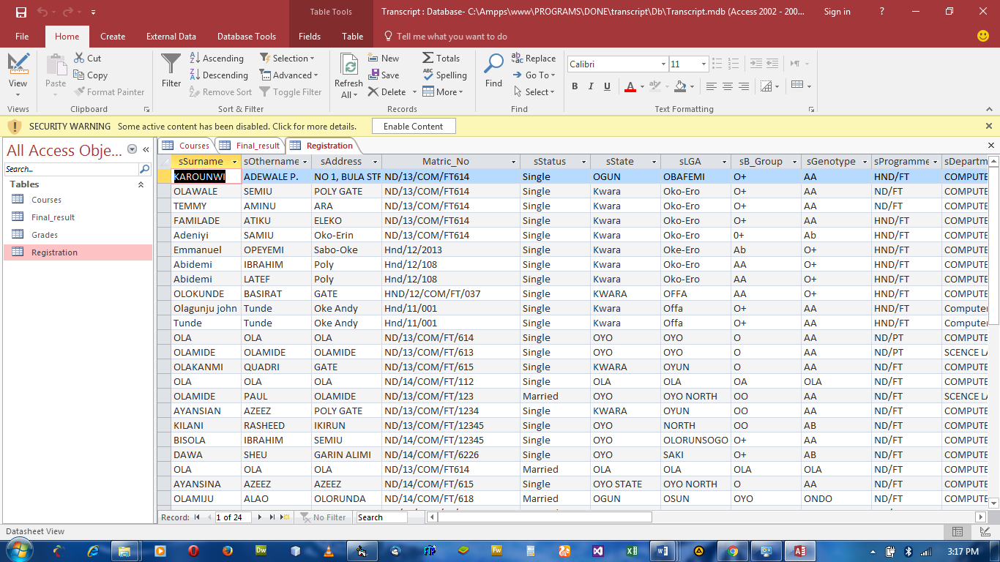 Table Tools
Transcript : Database- C:\Ampps\www\PROGRAMS\DONE\transcript\Db\Transcript.mdb (Access 2002 - 200...
Sign in
?
File Home Create External Data Database Tools Fields Table Tell me what you want to do
View
Views
Paste
Cut
Copy
Format Painter
Clipboard
Filter
Ascending
Descending
Remove Sort
Selection
Advanced
Toggle Filter
Sort & Filter
Refresh All
New
Save
Delete
Totals
Spelling
More
Records
Find
Replace
Go To
Select
Find
Calibri 11
B I U A
Text Formatting
SECURITY WARNING Some active content has been disabled. Click for more details. Enable Content
All Access Obje... «
Search...
Tables
Courses
Final_result
Grades
Registration
Courses Final_result Registration
sSurname sOthername sAddress Matric_No sStatus sState sLGA sB_Group sGenotype sProgramme sDepartm
KAROUNWI ADEWALE P. NO 1, BULA STR ND/13/COM/FT614 Single OGUN OBAFEMI O+ AA HND/FT COMPUTE
OLAWALE SEMIU POLY GATE ND/13/COM/FT614 Single Kwara Oko-Ero O+ AA ND/FT COMPUTE
TEMMY AMINU ARA ND/13/COM/FT614 Single Kwara Oko-Ero O+ AA ND/FT COMPUTE
FAMILADE ATIKU ELEKO ND/13/COM/FT614 Single Kwara Oko-Ero O+ AA HND/FT COMPUTE
Adeniyi SAMIU Oko-Erin ND/13/COM/FT614 Single Kwara Oko-Ero 0+ Ab HND/FT COMPUTE
Emmanuel OPEYEMI Sabo-Oke Hnd/12/2013 Single Kwara Oke-Ero Ab O+ HND/FT COMPUTE
Abidemi IBRAHIM Poly Hnd/12/108 Single Kwara Oko-Ero AA O+ HND/FT COMPUTE
Abidemi LATEF Poly Hnd/12/108 Single Kwara Oko-Ero AA O+ HND/FT COMPUTE
OLOKUNDE BASIRAT GATE HND/12/COM/FT/037 Single KWARA OFFA AA O+ HND/FT COMPUTE
Olagunju john Tunde Oke Andy Hnd/11/001 Single Kwara Offa O+ AA HND/FT Computer
Tunde Tunde Oke Andy Hnd/11/001 Single Kwara Offa O+ AA HND/FT Computer
OLA OLA OLA ND/13/COM/FT/614 Single OYO OYO O AA ND/PT COMPUTE
OLAMIDE OLAMIDE OLAMIDE ND/13/COM/FT/613 Single OYO OYO O AA ND/PT SCENCE LA
OLAKANMI QUADRI GATE ND/13/COM/FT/615 Single KWARA OYUN O AA ND/FT COMPUTE
OLA OLA OLA ND/14/COM/FT/112 Single OLA OLA OA OLA ND/FT COMPUTE
OLAMIDE PAUL OLAMIDE ND/13/COM/FT/123 Married OYO OYO NORTH OO AA ND/FT SCENCE LA
AYANSIAN AZEEZ POLY GATE ND/13/COM/FT/1234 Single KWARA OYUN OO AA ND/FT COMPUTE
KILANI RASHEED IKIRUN ND/13/COM/FT/12345 Single OYO NORTH OO AB ND/FT COMPUTE
BISOLA IBRAHIM SEMIU ND/14/COM/FT/12345 Single OYO OLORUNSOGO O+ AA ND/FT COMPUTE
DAWA SHEU GARIN ALIMI ND/14/COM/FT/6226 Single OYO SAKI O+ AB ND/FT COMPUTE
OLA OLA OLA ND/13/COM/FT614 Married OLA OLA OLA OLA ND/FT COMPUTE
AYANSINA AZEEZ AZEEZ ND/14/COM/FT/615 Single OYO STATE OYO NORTH O AA ND/FT COMPUTE
OLAMIJU ALAO OLORUNDA ND/14/COM/FT/618 Married OGUN OSUN OYO ONDO ND/FT COMPUTE
Record: 1 of 24 No Filter Search
Datasheet View
3:17 PM